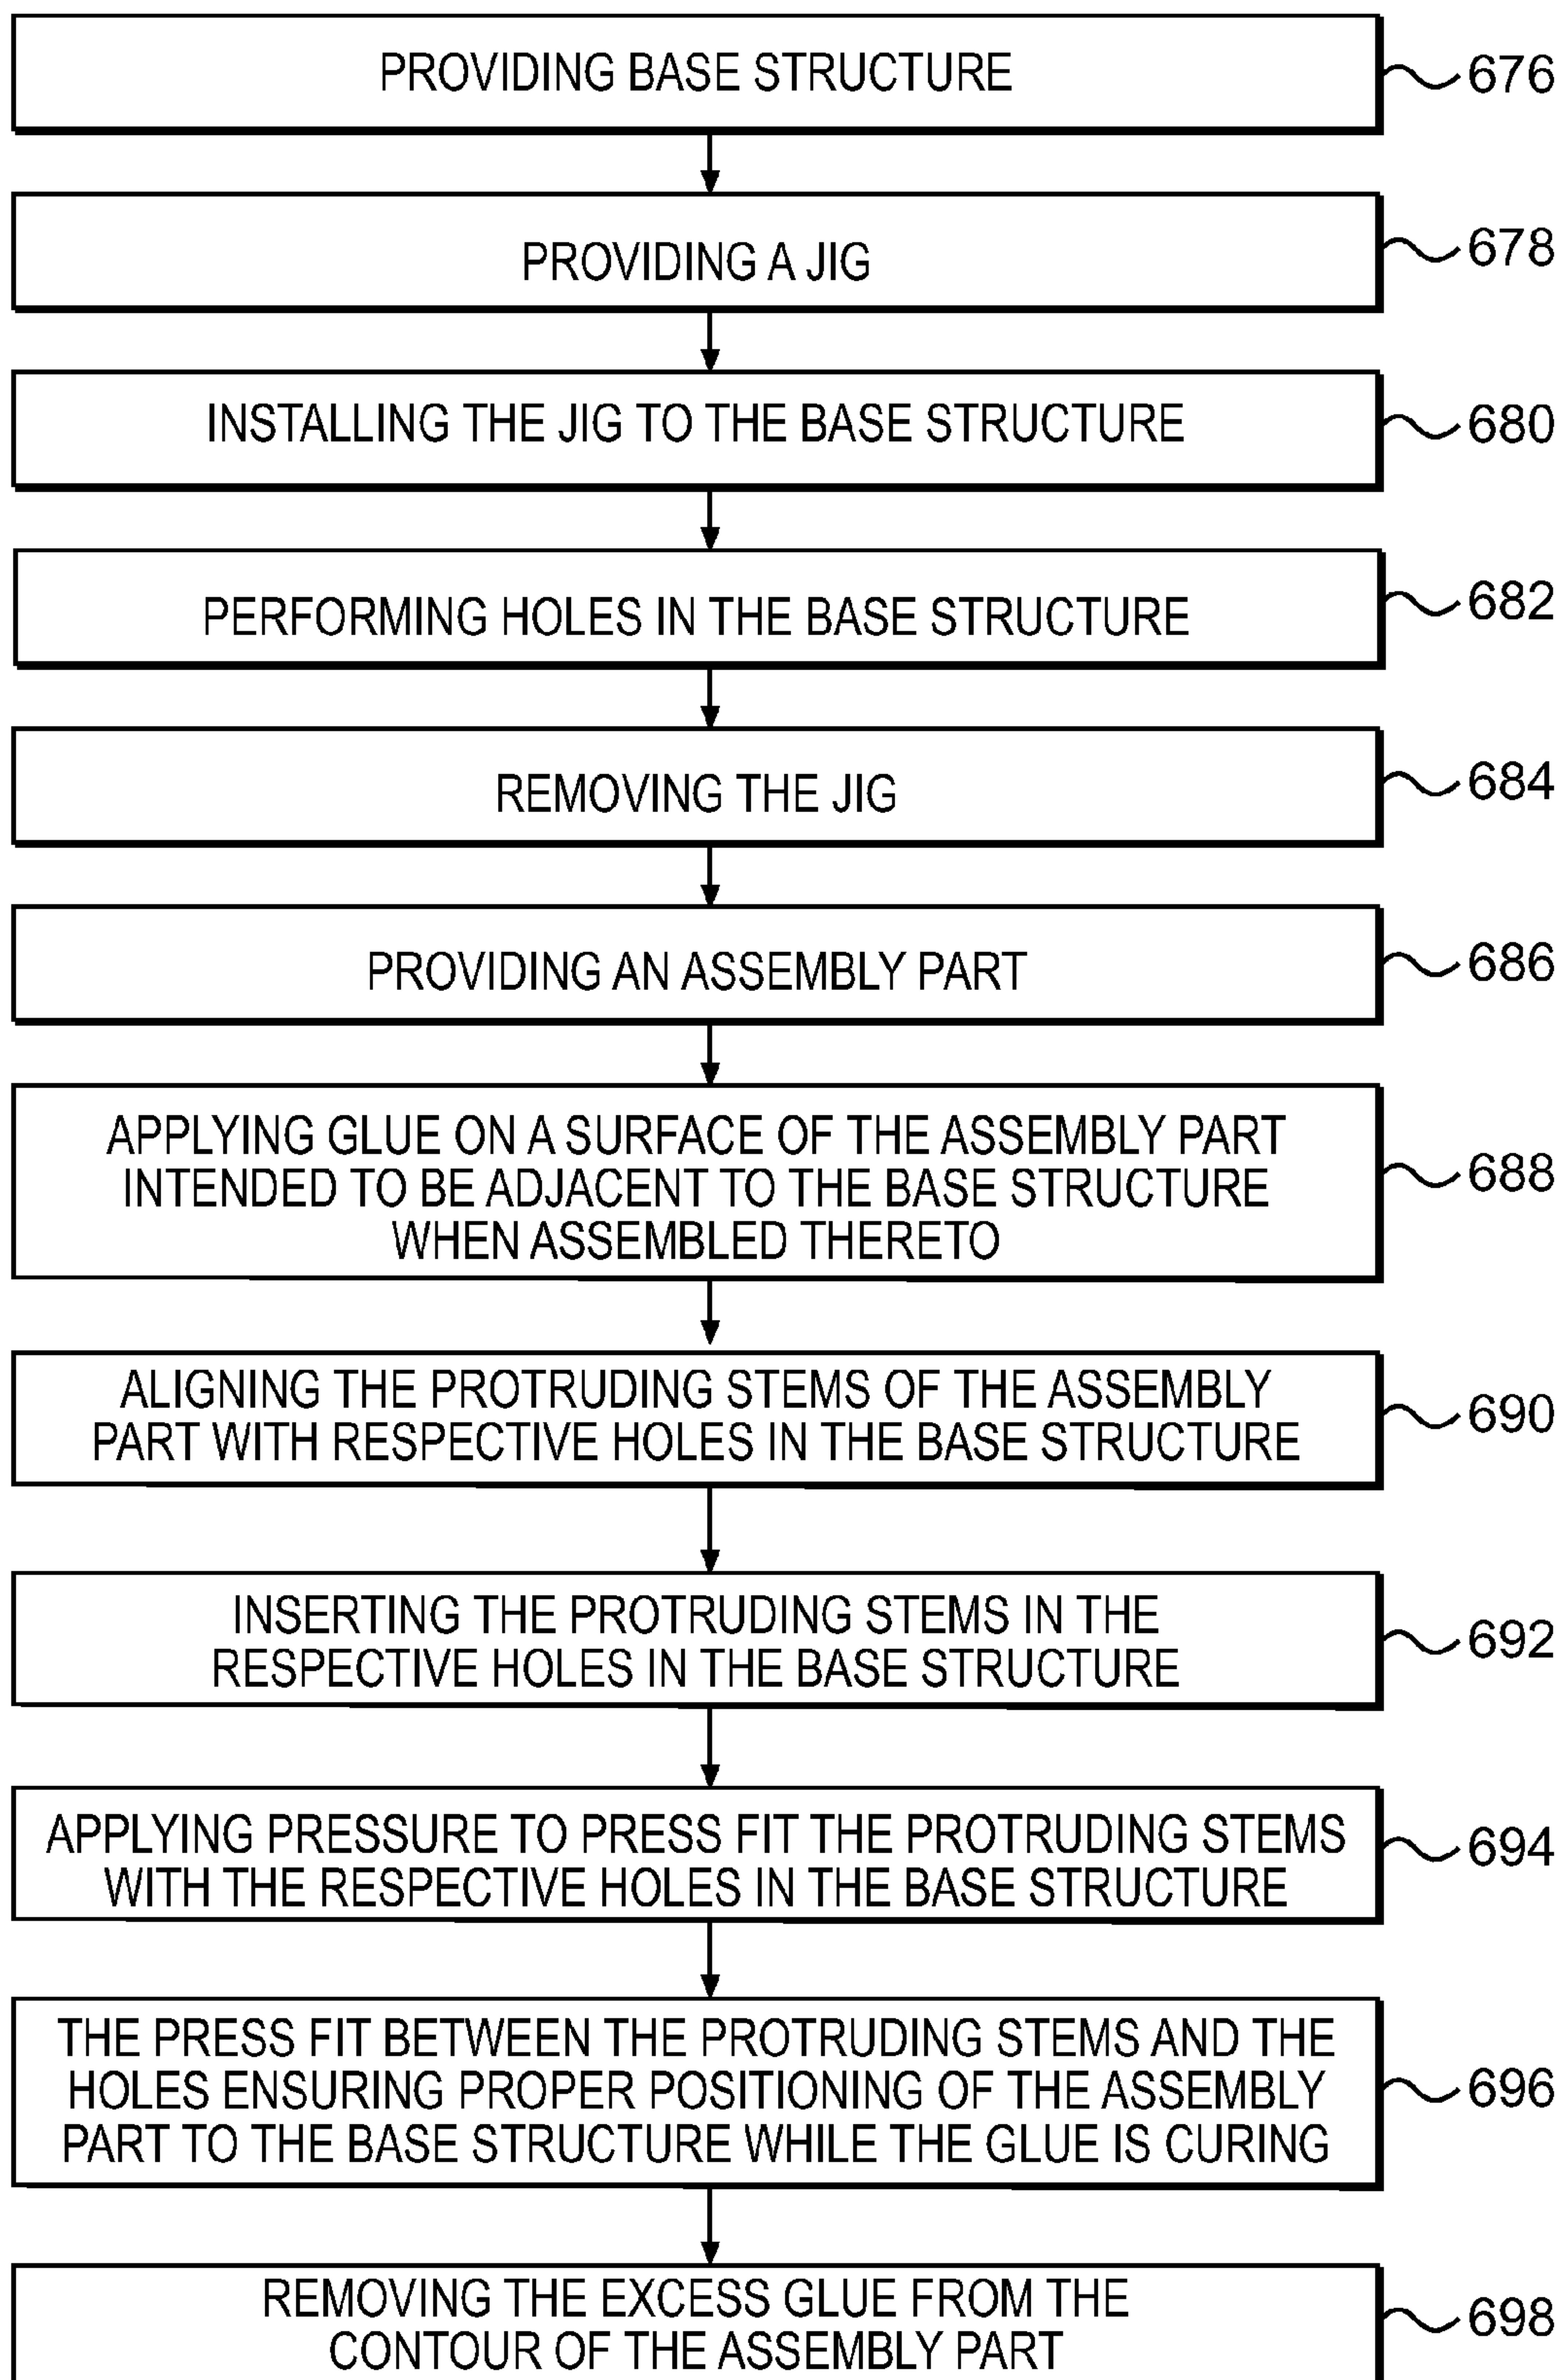 PROVIDING BASE STRUCTURE
676
PROVIDING A JIG
678
INSTALLING THE JIG TO THE BASE STRUCTURE
680
PERFORMING HOLES IN THE BASE STRUCTURE
682
REMOVING THE JIG
684
PROVIDING AN ASSEMBLY PART
686
APPLYING GLUE ON A SURFACE OF THE ASSEMBLY PART
INTENDED TO BE ADJACENT TO THE BASE STRUCTURE
WHEN ASSEMBLED THERETO
688
ALIGNING THE PROTRUDING STEMS OF THE ASSEMBLY
PART WITH RESPECTIVE HOLES IN THE BASE STRUCTURE
690
INSERTING THE PROTRUDING STEMS IN THE
RESPECTIVE HOLES IN THE BASE STRUCTURE
692
APPLYING PRESSURE TO PRESS FIT THE PROTRUDING STEMS
WITH THE RESPECTIVE HOLES IN THE BASE STRUCTURE
694
THE PRESS FIT BETWEEN THE PROTRUDING STEMS AND THE
HOLES ENSURING PROPER POSITIONING OF THE ASSEMBLY
PART TO THE BASE STRUCTURE WHILE THE GLUE IS CURING
696
REMOVING THE EXCESS GLUE FROM THE
CONTOUR OF THE ASSEMBLY PART
698